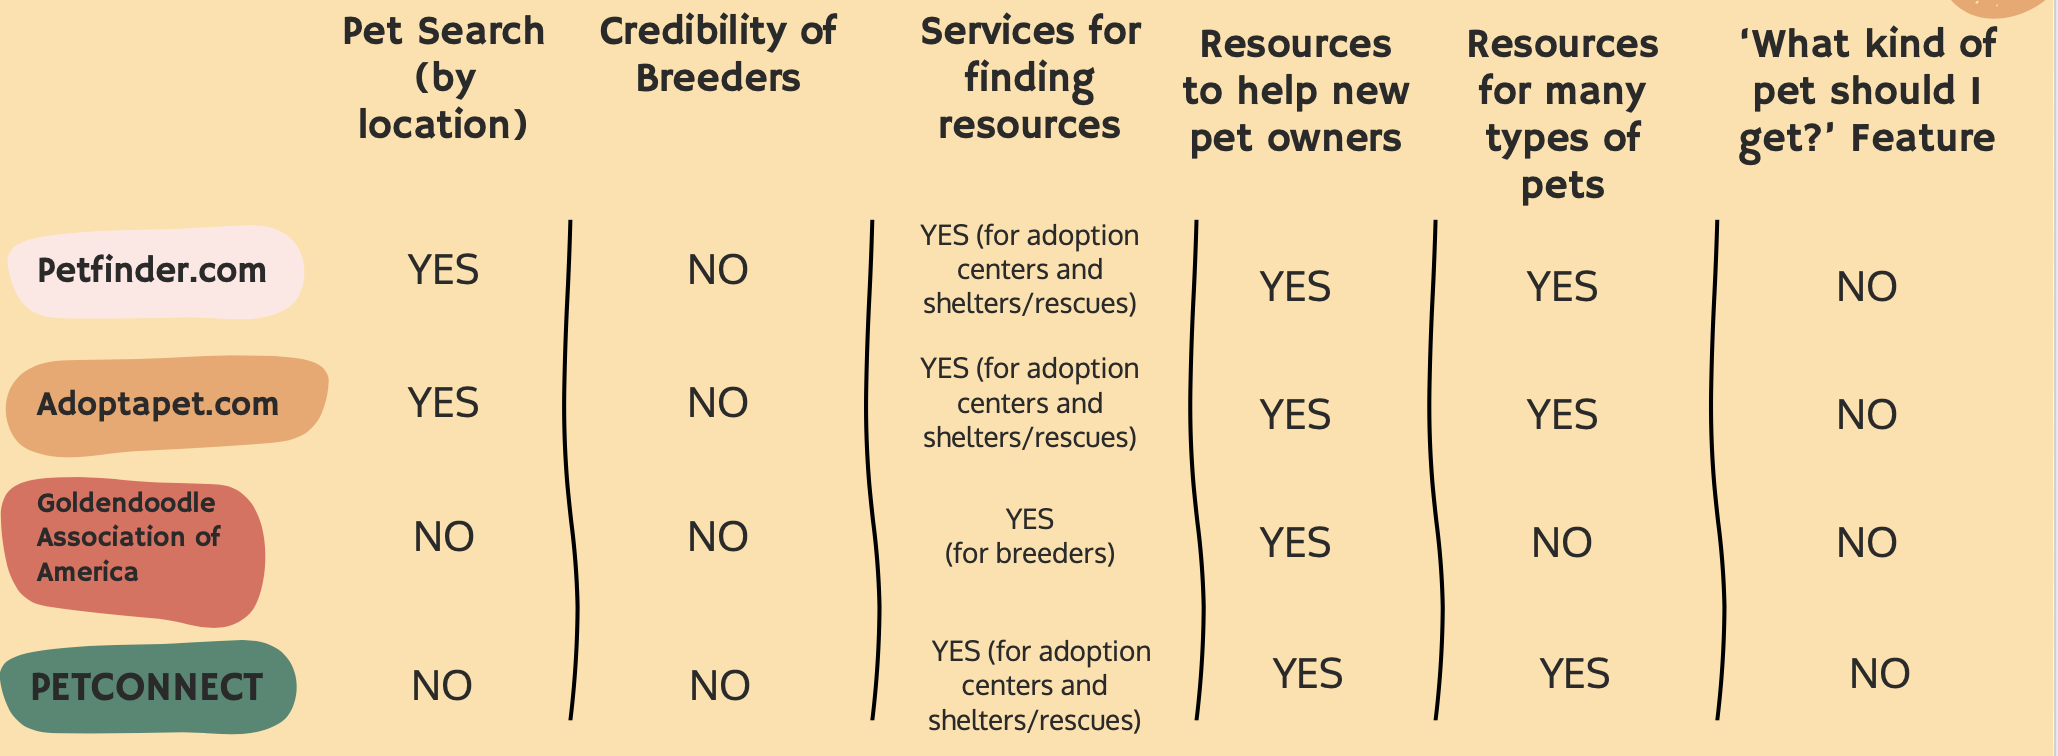 Pet Search
(by
location)
Credibility of
Breeders
Services for
finding
resources
Resources
to help new
pet owners
Resources
for many
types of
pets
‘What kind of
pet should I
get?’ Feature
Petfinder.com
YES
NO
YES (for adoption
centers and
shelters/rescues)
YES
YES
NO
Adoptapet.com
YES
NO
YES (for adoption
centers and
shelters/rescues)
YES
YES
NO
Goldendoodle
Association of
America
NO
NO
YES
(for breeders)
YES
NO
NO
PETCONNECT
NO
NO
YES (for adoption
centers and
shelters/rescues)
YES
YES
NO